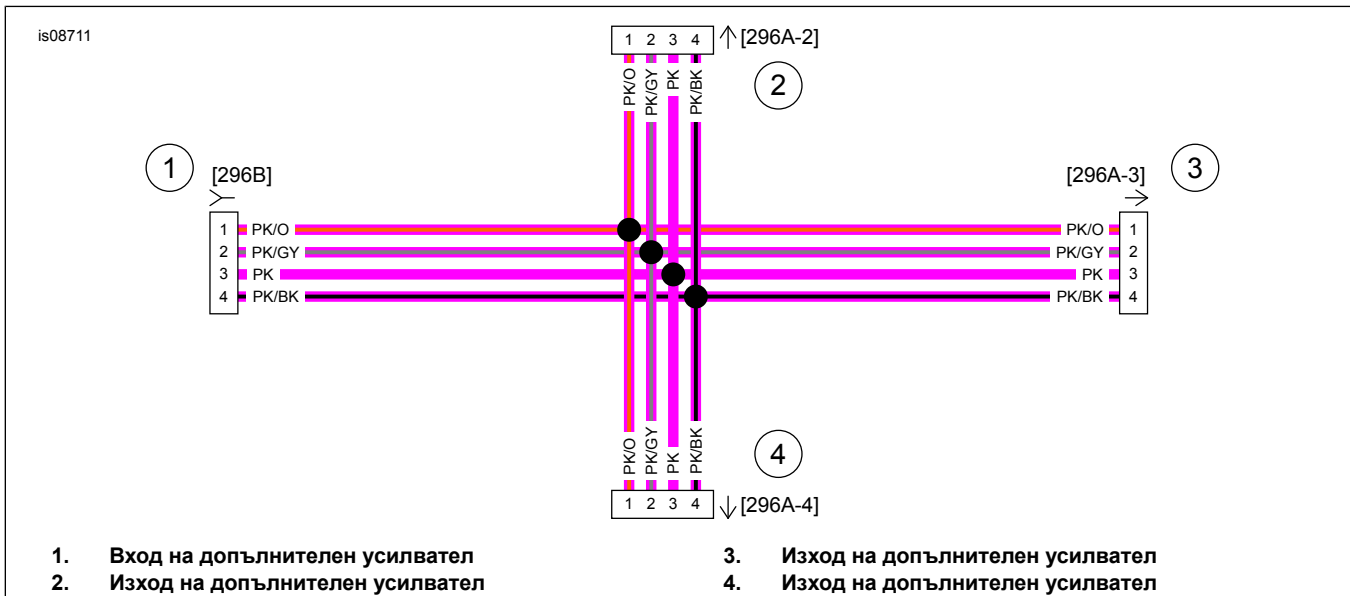 is08711
1 2 3 4 [296A-2]
PK/O PK/GY PK PK/BK
2
1 [296B]
[296A-3] 3
1 PK/O PK/O 1
2 PK/GY PK/GY 2
3 PK PK 3
4 PK/BK PK/BK 4
PK/O PK/GY PK PK/BK
4
1 2 3 4 [296A-4]
1. Вход на допълнителен усилвател
2. Изход на допълнителен усилвател
3. Изход на допълнителен усилвател
4. Изход на допълнителен усилвател